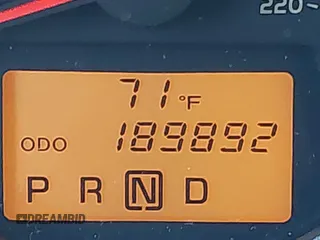 220-
71°F
ODO 189892
P R N D
DREAMBID